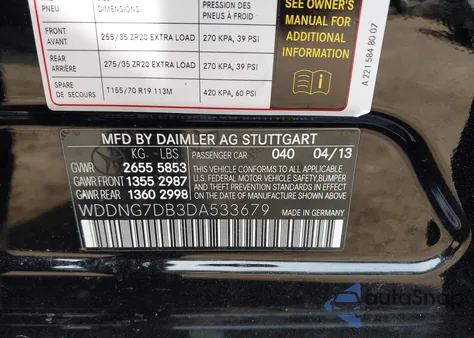 PNEU DIMENSIONS PRESSION DES PNEUS À FROID
FRONT AVANT 255/35 ZR20 EXTRA LOAD 270 KPA, 39 PSI
REAR ARRIÈRE 275/35 ZR20 EXTRA LOAD 270 KPA, 39 PSI
SPARE DE SECOURS T155/70 R19 113M 420 KPA, 60 PSI
SEE OWNER'S
MANUAL FOR
ADDITIONAL
INFORMATION
A 221 584 80 07
MFD BY DAIMLER AG STUTTGART
KG LBS PASSENGER CAR 040 04/13
GVWR 2655 5853
GAWR FRONT 1355 2987
GAWR REAR 1360 2998
THIS VEHICLE CONFORMS TO ALL APPLICABLE
FEDERAL MOTOR VEHICLE SAFETY, BUMPER
AND THEFT PREVENTION STANDARDS IN EFFECT
ON THE DATE OF MANUFACTURE SHOWN ABOVE.
WDDNG7DB3DA533679
autoSnap